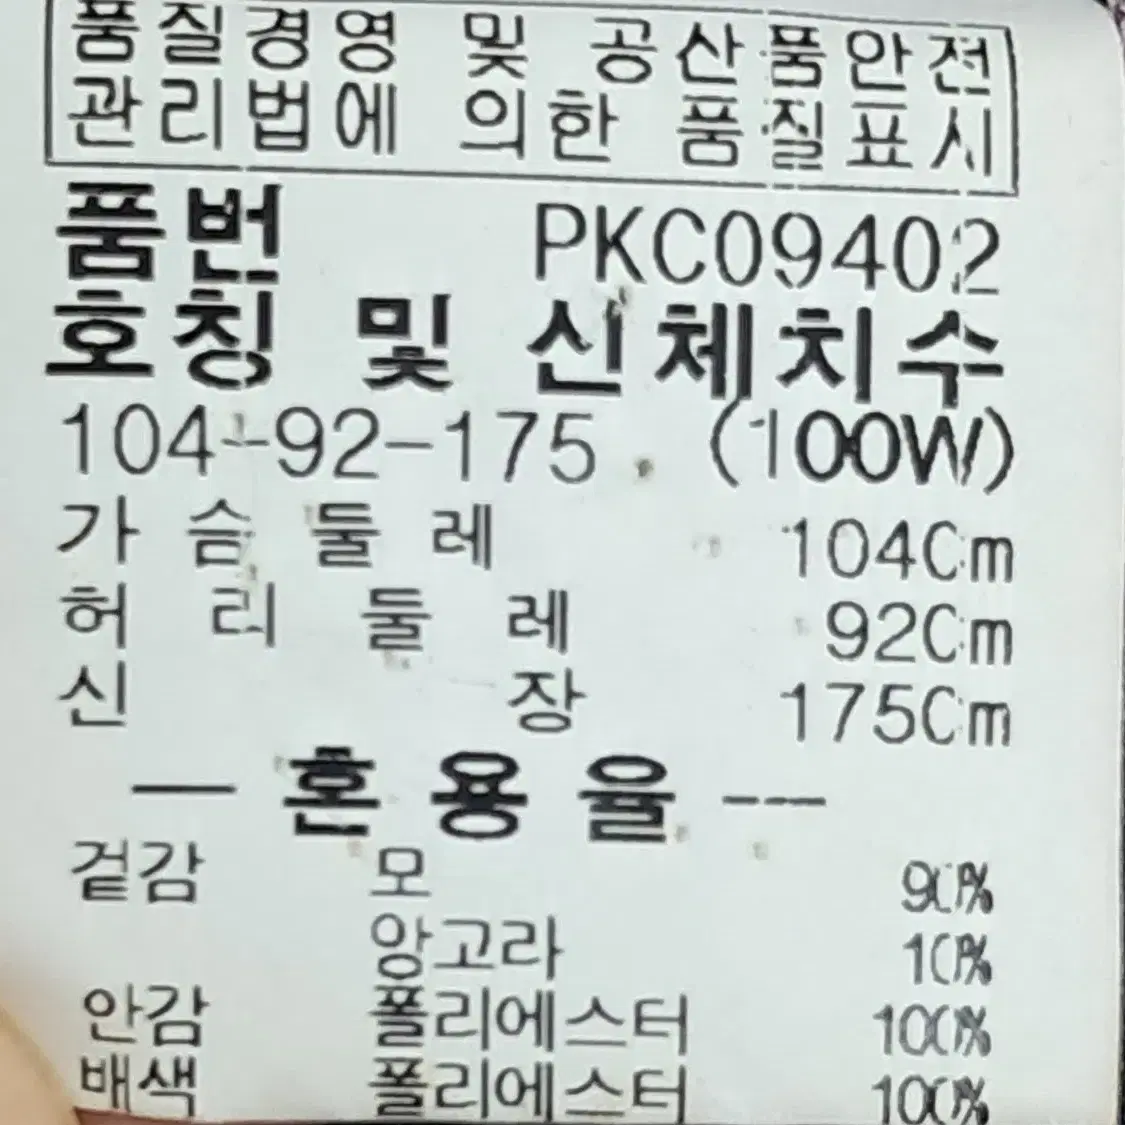 품질경영 및 공산품안전
관리법에 의한 품질표시
품번 PKC09402
호칭 및 신체치수
104-92-175 (100W)
가슴둘레 104Cm
허리둘레 92Cm
신장 175Cm
— 혼용율 ---
겉감 모 90%
앙고라 10%
안감 폴리에스터 100%
배색 폴리에스터 100%